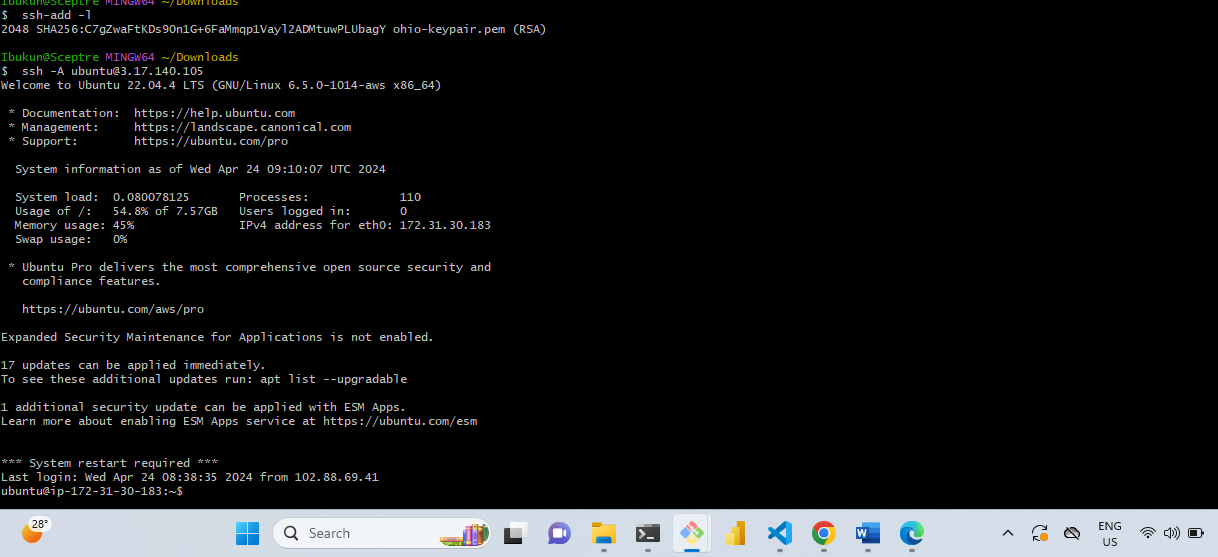 Ibukun@Sceptre MINGW64 ~/Downloads
$  ssh-add -l
2048 SHA256:C7gZwaFtKDs9On1G+6FaMmqp1Vayl2ADMtuwPLUbagY ohio-keypair.pem (RSA)
Ibukun@Sceptre MINGW64 ~/Downloads
$  ssh -A ubuntu@3.17.140.105
Welcome to Ubuntu 22.04.4 LTS (GNU/Linux 6.5.0-1014-aws x86_64)
 * Documentation:  https://help.ubuntu.com
 * Management:     https://landscape.canonical.com
 * Support:        https://ubuntu.com/pro
  System information as of Wed Apr 24 09:10:07 UTC 2024
  System load:  0.080078125       Processes:             110
  Usage of /:   54.8% of 7.57GB   Users logged in:       0
  Memory usage: 45%               IPv4 address for eth0: 172.31.30.183
  Swap usage:   0%
 * Ubuntu Pro delivers the most comprehensive open source security and
   compliance features.
   https://ubuntu.com/aws/pro
Expanded Security Maintenance for Applications is not enabled.
17 updates can be applied immediately.
To see these additional updates run: apt list --upgradable
1 additional security update can be applied with ESM Apps.
Learn more about enabling ESM Apps service at https://ubuntu.com/esm
*** System restart required ***
Last login: Wed Apr 24 08:38:35 2024 from 102.88.69.41
ubuntu@ip-172-31-30-183:~$
28°
Search
ENG
US